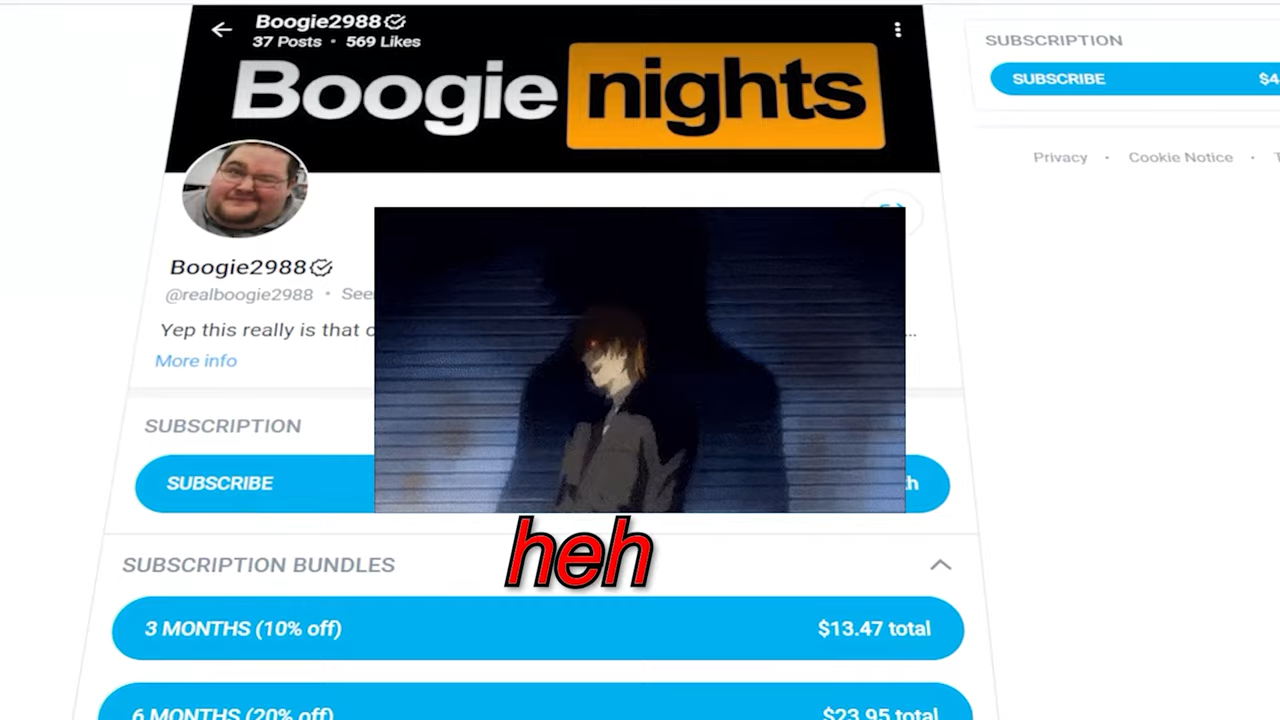 Boogie2988
37 Posts · 569 Likes
Boogie nights
SUBSCRIPTION
SUBSCRIBE $4
Privacy · Cookie Notice ·
Boogie2988
@realboogie2988 · See
Yep this really is that ...
More info
SUBSCRIPTION
SUBSCRIBE
heh
SUBSCRIPTION BUNDLES
3 MONTHS (10% off) $13.47 total
6 MONTHS (20% off) $23.95 total